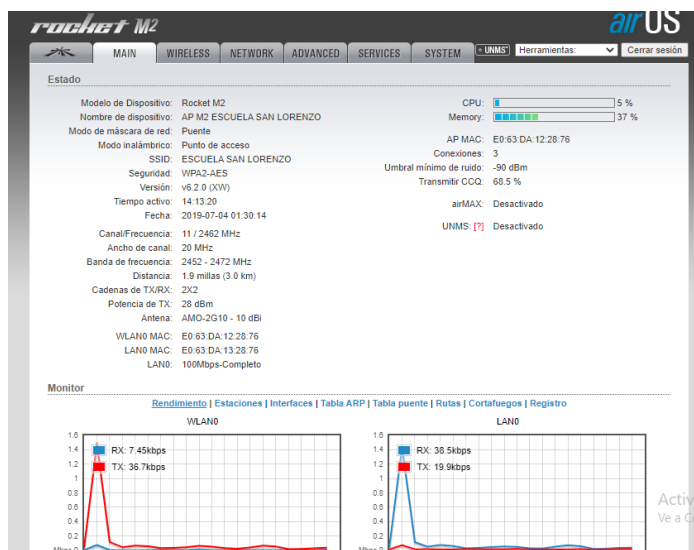 rocket M2
airOS
MAIN WIRELESS NETWORK ADVANCED SERVICES SYSTEM UNMS Herramientas: Cerrar sesión
Estado
Modelo de Dispositivo: Rocket M2
Nombre de dispositivo: AP M2 ESCUELA SAN LORENZO
Modo de máscara de red: Puente
Modo inalámbrico: Punto de acceso
SSID: ESCUELA SAN LORENZO
Seguridad: WPA2-AES
Versión: v6.2.0 (XW)
Tiempo activo: 14:13:20
Fecha: 2019-07-04 01:30:14
Canal/Frecuencia: 11 / 2462 MHz
Ancho de canal: 20 MHz
Banda de frecuencia: 2452 - 2472 MHz
Distancia: 1.9 millas (3.0 km)
Cadenas de TX/RX: 2X2
Potencia de TX: 28 dBm
Antena: AMO-2G10 - 10 dBi
WLAN0 MAC: E0:63:DA:12:28:76
LAN0 MAC: E0:63:DA:13:28:76
LAN0: 100Mbps-Completo
CPU: 5 %
Memory: 37 %
AP MAC: E0:63:DA:12:28:76
Conexiones: 3
Umbral mínimo de ruido: -90 dBm
Transmitir CCQ: 68.5 %
airMAX: Desactivado
UNMS: [?] Desactivado
Monitor
Rendimiento | Estaciones | Interfaces | Tabla ARP | Tabla puente | Rutas | Cortafuegos | Registro
WLAN0
1.6
1.4
1.2
1
0.8
0.6
0.4
0.2
Mbps 0
RX: 7.45kbps
TX: 36.7kbps
LAN0
1.6
1.4
1.2
1
0.8
0.6
0.4
0.2
Mbps 0
RX: 38.5kbps
TX: 19.9kbps
Activ
Ve a C